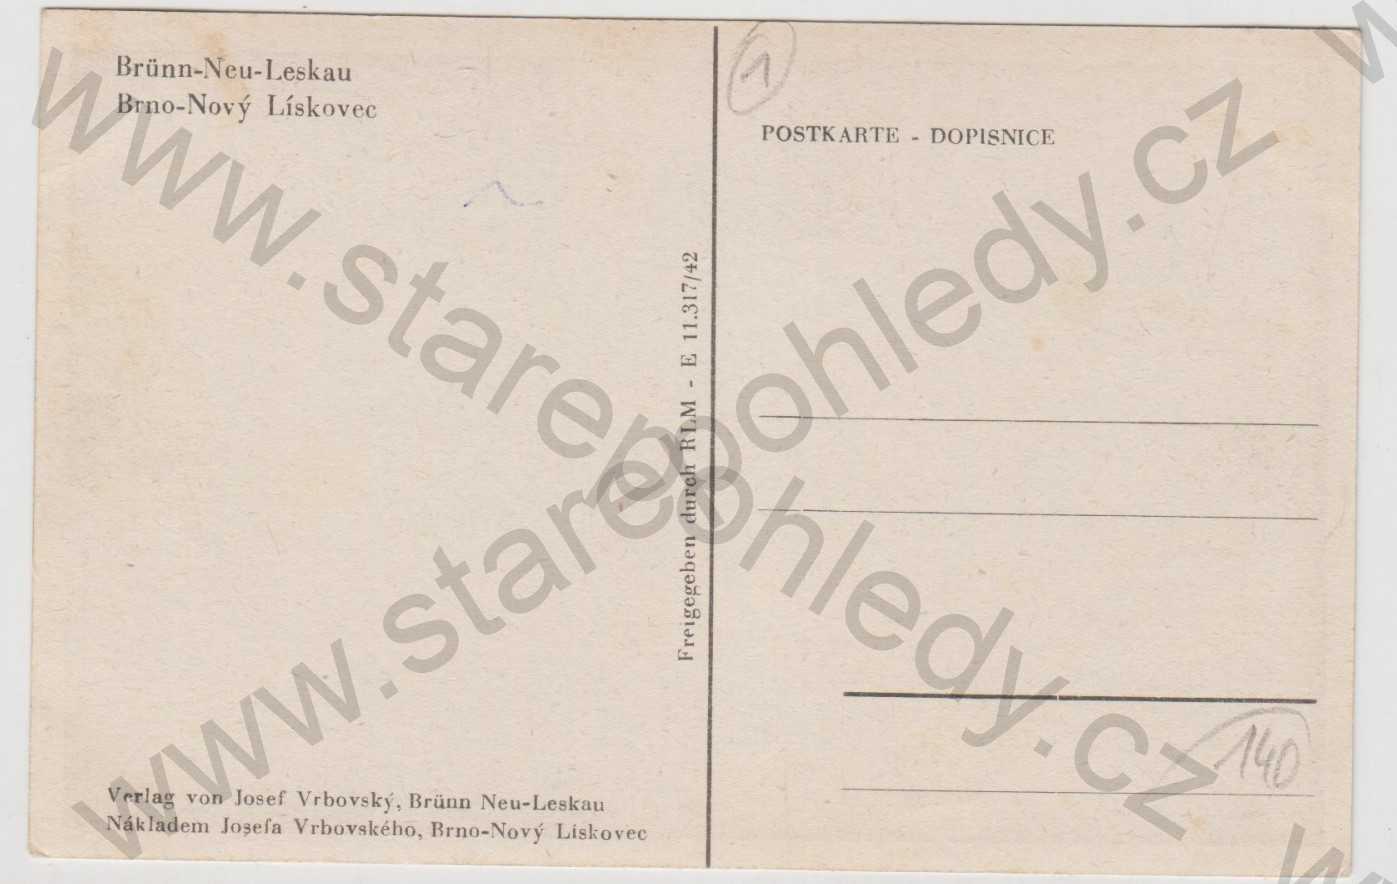 Brünn-Neu-Leskau
Brno-Nový Lískovec
1
POSTKARTE - DOPISNICE
Freigegeben durch RLM - E 11.317/42
140
Verlag von Josef Vrbovský, Brünn Neu-Leskau
Nákladem Josefa Vrbovského, Brno-Nový Lískovec
www.starepohledy.cz
www.starepohledy.cz